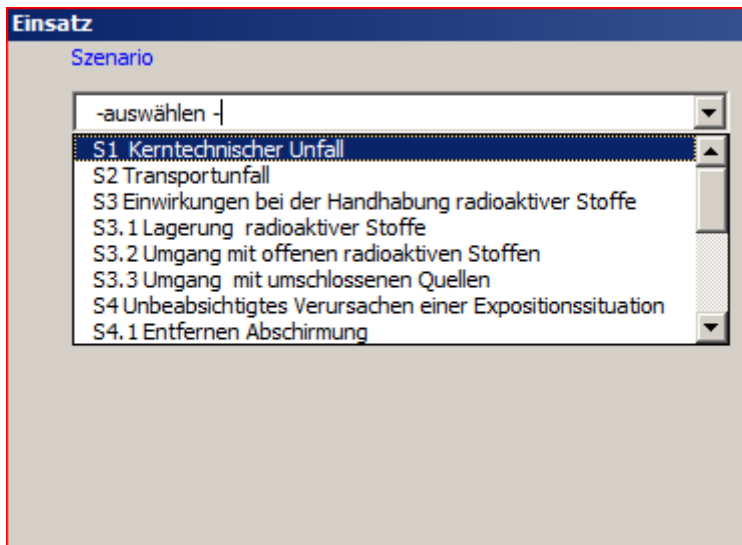 Einsatz
Szenario
-auswählen -
S1 Kerntechnischer Unfall
S2 Transportunfall
S3 Einwirkungen bei der Handhabung radioaktiver Stoffe
S3.1 Lagerung radioaktiver Stoffe
S3.2 Umgang mit offenen radioaktiven Stoffen
S3.3 Umgang mit umschlossenen Quellen
S4 Unbeabsichtigtes Verursachen einer Expositionssituation
S4.1 Entfernen Abschirmung